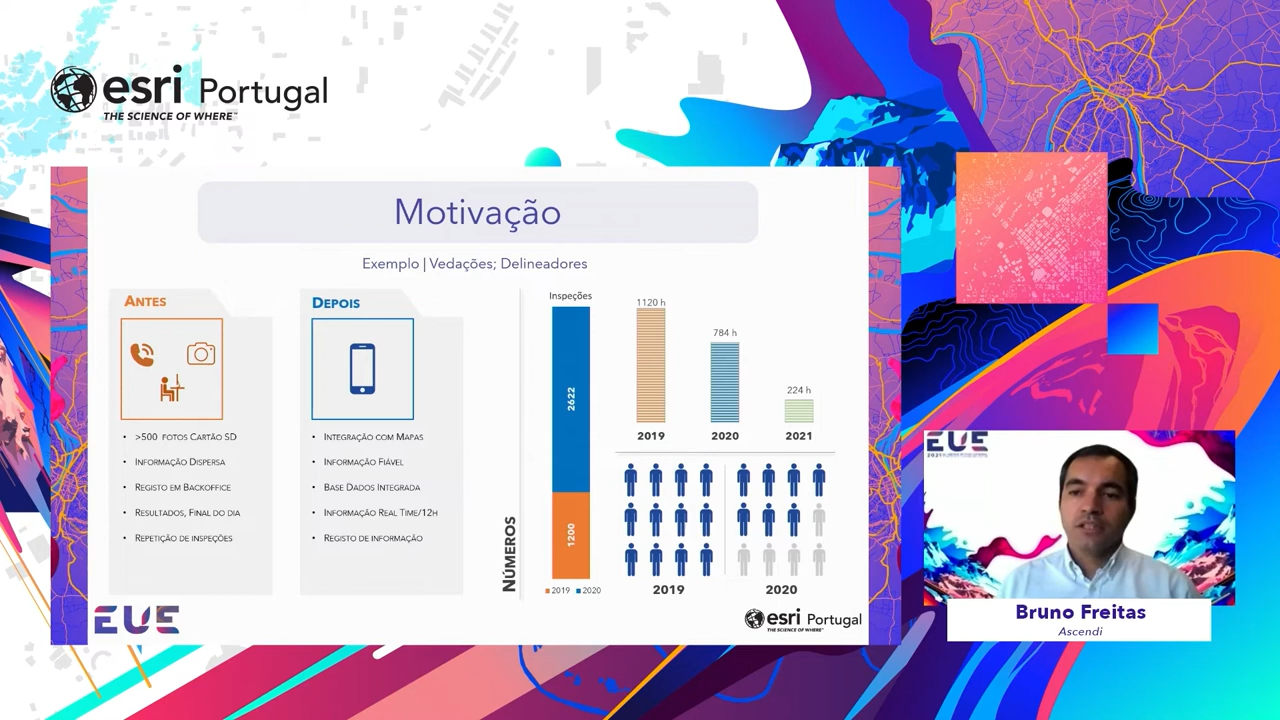 esri Portugal
THE SCIENCE OF WHERE™
Motivação
Exemplo | Vedações; Delineadores
ANTES
• >500 FOTOS CARTÃO SD
• INFORMAÇÃO DISPERSA
• REGISTO EM BACKOFFICE
• RESULTADOS, FINAL DO DIA
• REPETIÇÃO DE INSPEÇÕES
DEPOIS
• INTEGRAÇÃO COM MAPAS
• INFORMAÇÃO FIÁVEL
• BASE DADOS INTEGRADA
• INFORMAÇÃO REAL TIME/12H
• REGISTO DE INFORMAÇÃO
NÚMEROS
Inspeções
2622
1200
2019 2020
1120 h
784 h
224 h
2019 2020 2021
2019 2020
EUE
esri Portugal
THE SCIENCE OF WHERE™
EUE
Bruno Freitas
Ascendi